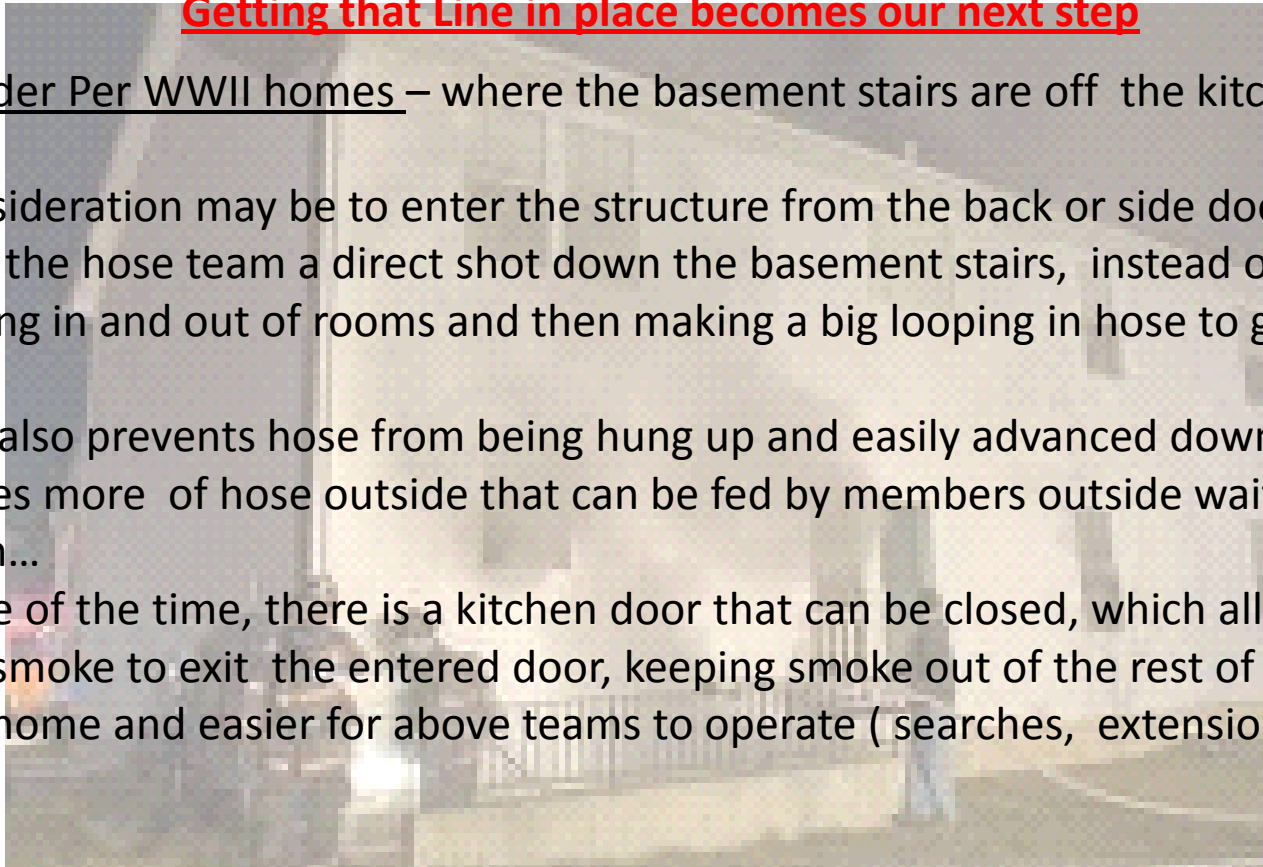 Getting that Line in place becomes our next step
der Per WWII homes – where the basement stairs are off the kitc
sideration may be to enter the structure from the back or side doo
the hose team a direct shot down the basement stairs, instead o
ng in and out of rooms and then making a big looping in hose to g
also prevents hose from being hung up and easily advanced down
es more of hose outside that can be fed by members outside wai
n...
e of the time, there is a kitchen door that can be closed, which all
smoke to exit the entered door, keeping smoke out of the rest of
home and easier for above teams to operate ( searches, extensio